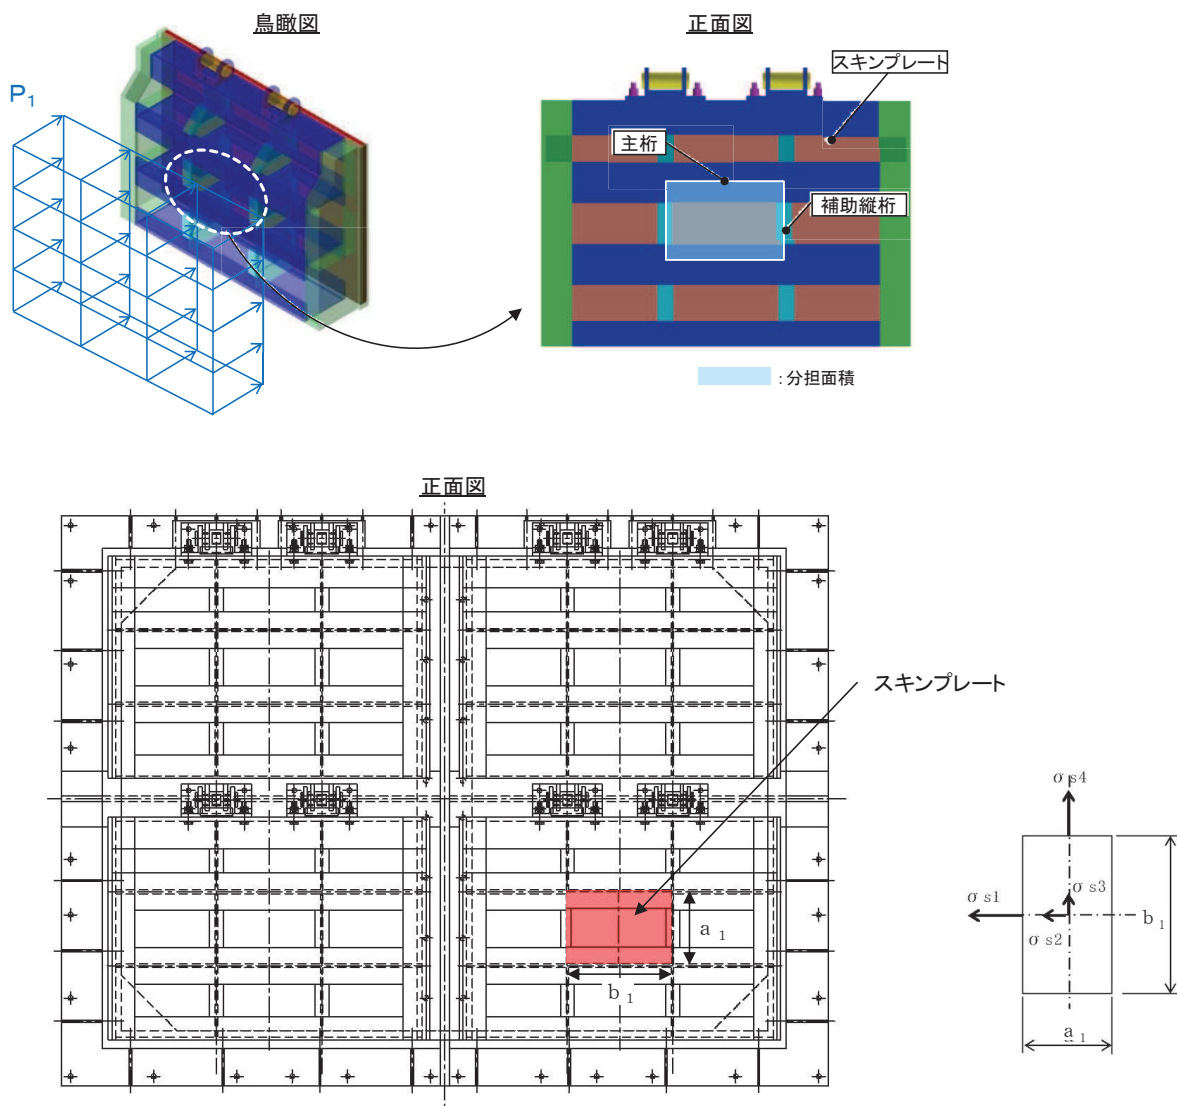 鳥瞰図
正面図
P1
スキンプレート
主桁
補助縦桁
：分担面積
正面図
スキンプレート
a 1
b 1
σ s4
σ s3
σ s1
σ s2
b 1
a 1